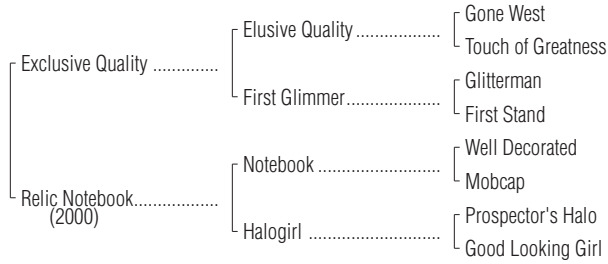 Gone West
Elusive Quality ..................
Touch of Greatness
Exclusive Quality ..............
Glitterman
First Glimmer....................
First Stand
Well Decorated
Notebook ..........................
Mobcap
Relic Notebook..................
(2000)
Prospector's Halo
Halogirl ............................
Good Looking Girl